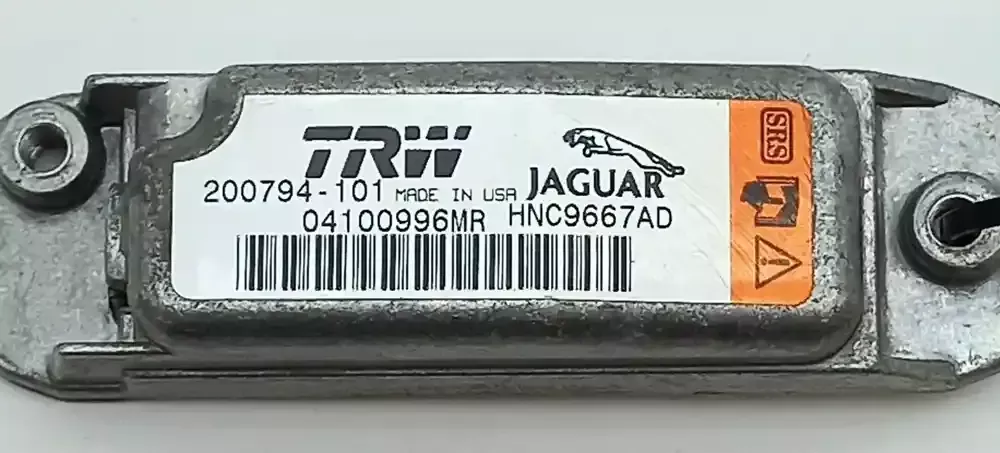 TRW
JAGUAR
200794-101 MADE IN USA
04100996MR HNC9667AD
SRS